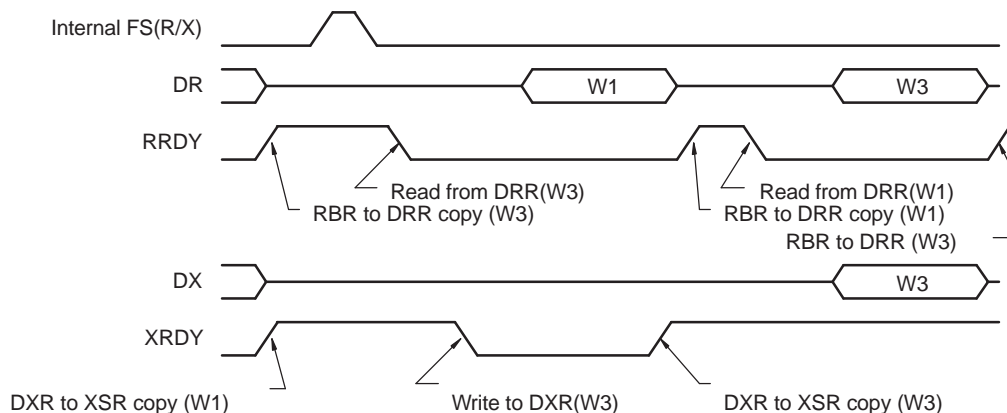 Internal FS(R/X)
DR
W1
W3
RRDY
Read from DRR(W3)
Read from DRR(W1)
RBR to DRR copy (W3)
RBR to DRR copy (W1)
RBR to DRR (W3)
DX
W3
XRDY
DXR to XSR copy (W1)
Write to DXR(W3)
DXR to XSR copy (W3)